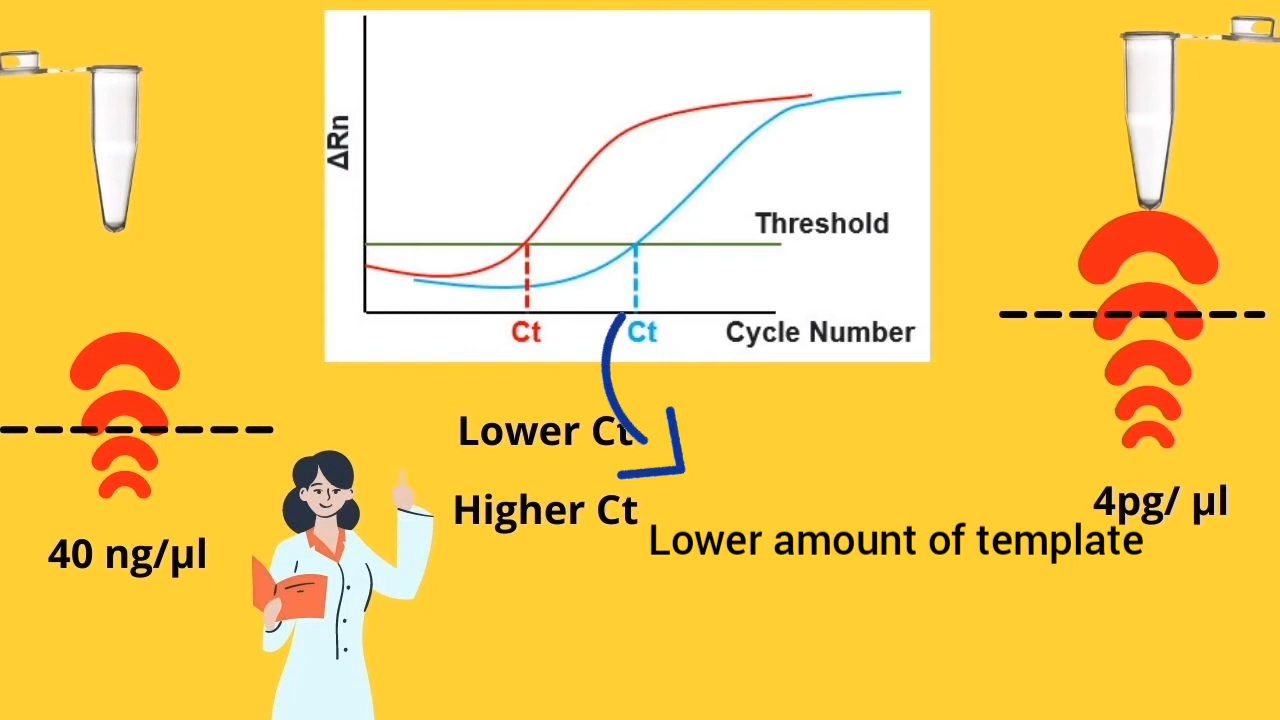 ΔRn
Threshold
Ct
Ct
Cycle Number
Lower Ct
Higher Ct
Lower amount of template
40 ng/µl
4pg/ µl